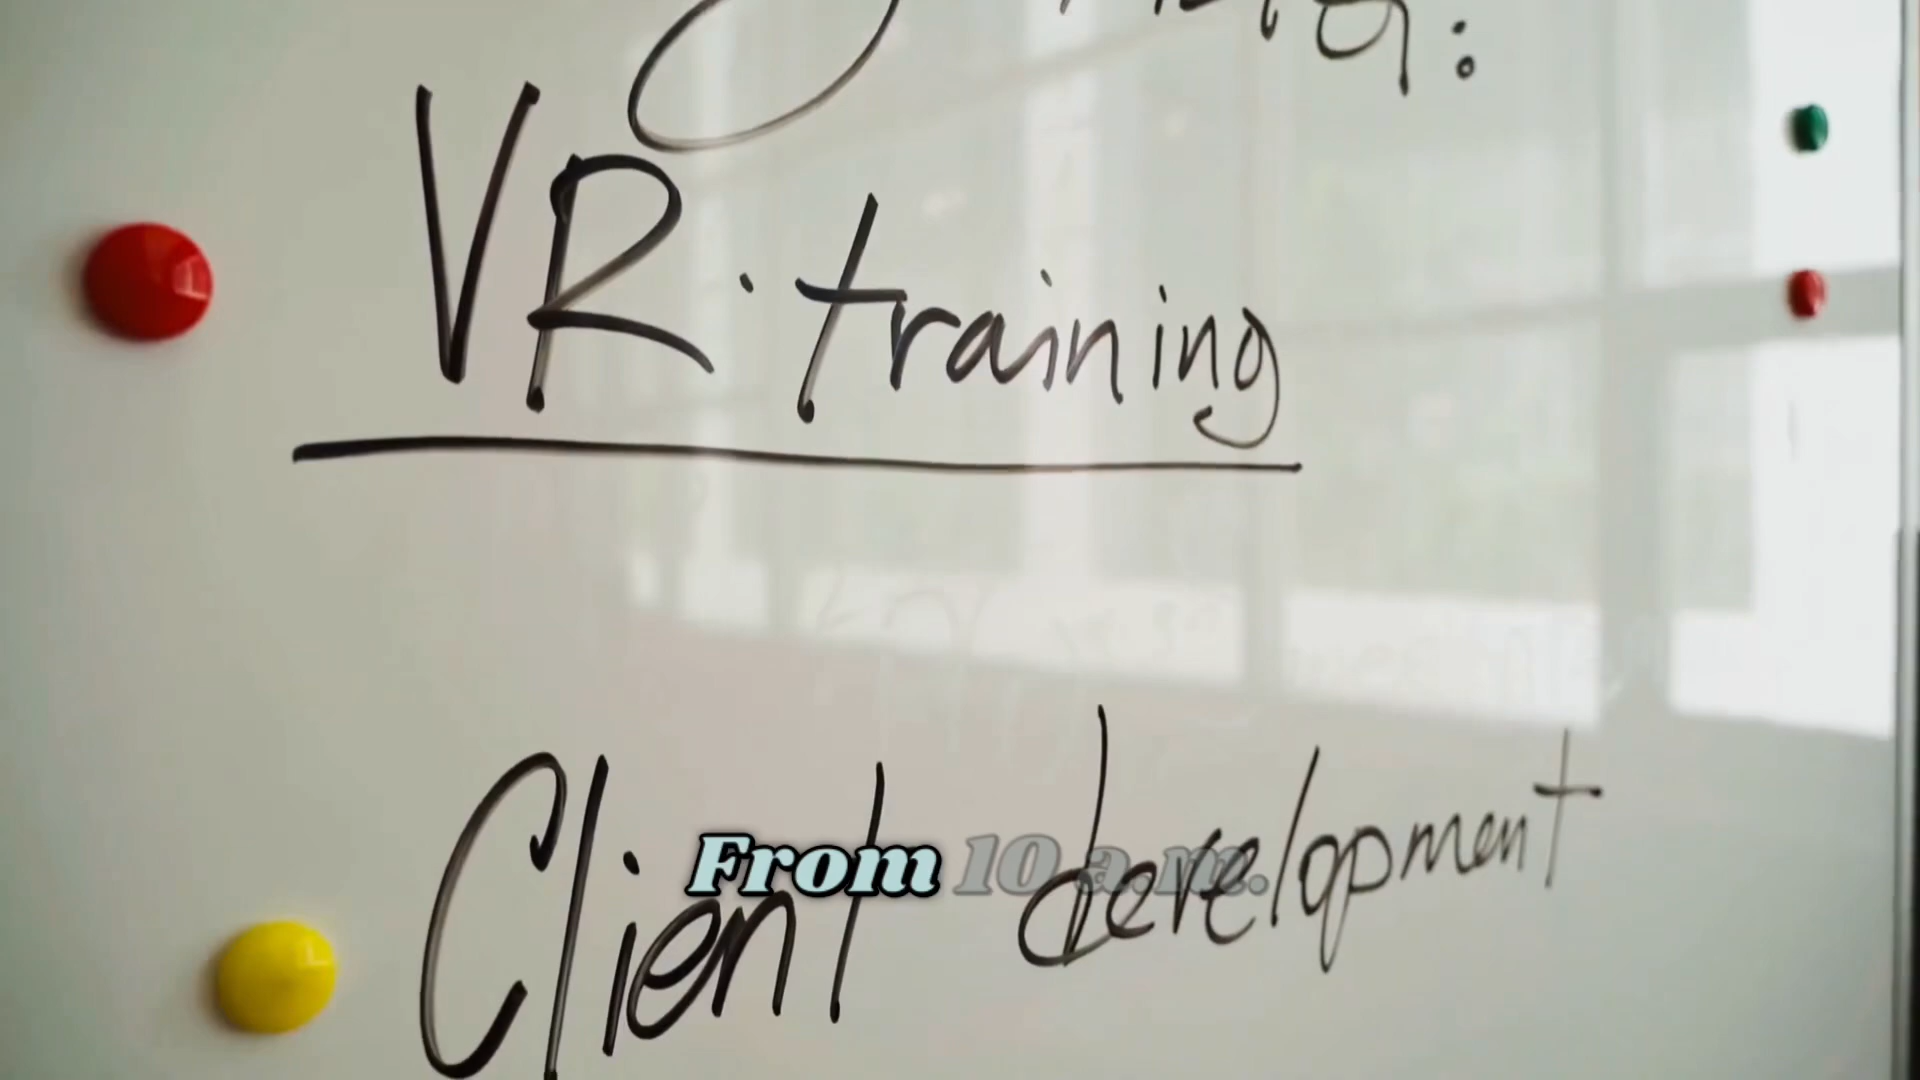 VR training
Client development
From 10 a.m.